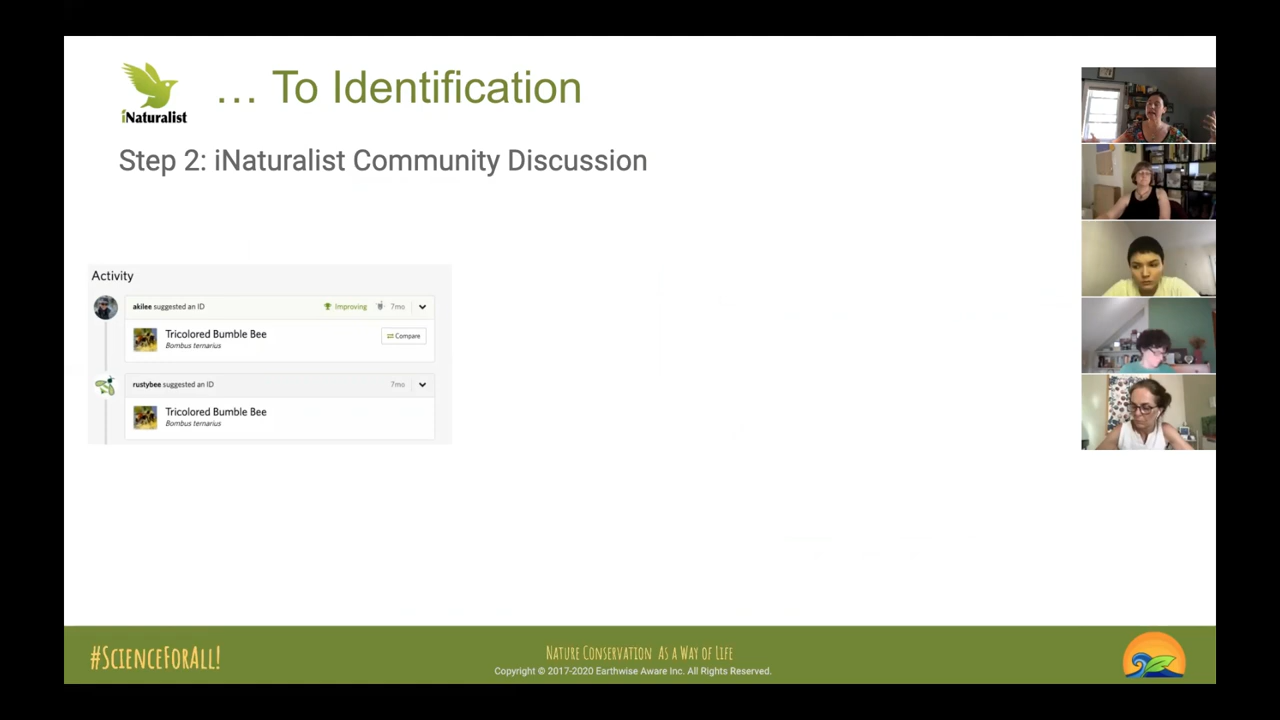 … To Identification
iNaturalist
Step 2: iNaturalist Community Discussion
Activity
akilee suggested an ID Improving 7mo
Tricolored Bumble Bee
Compare
Bombus ternarius
rustybee suggested an ID 7mo
Tricolored Bumble Bee
Bombus ternarius
#ScienceForAll!
Nature Conservation As a Way of Life
Copyright © 2017-2020 Earthwise Aware Inc. All Rights Reserved.